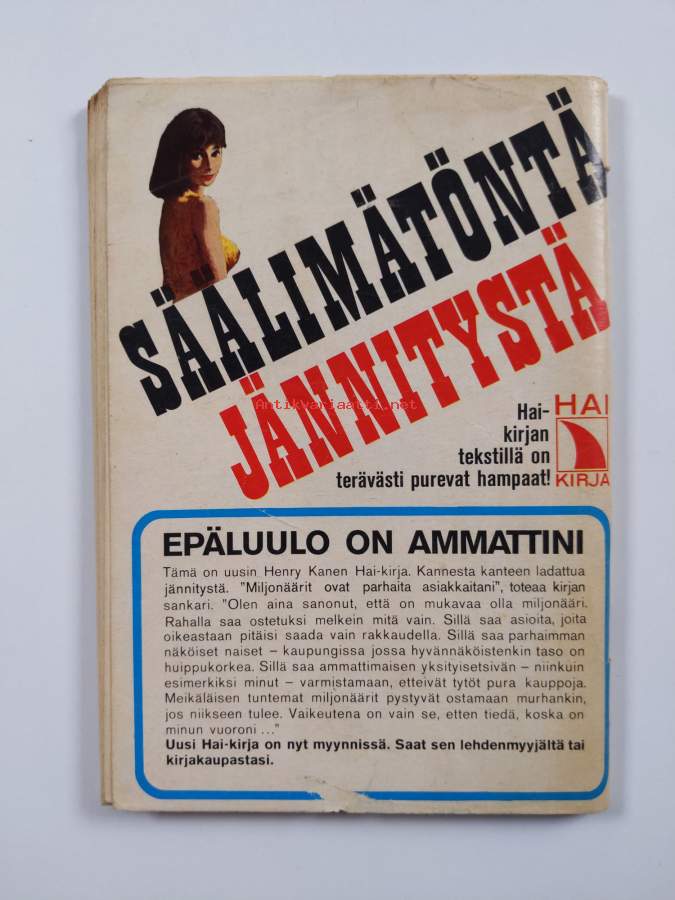 SÄÄLIMÄTÖNTÄ
JÄNNITYSTÄ
Antikvariaatti.net
Hai-
kirjan
tekstillä on
terävästi purevat hampaat!
HAI
KIRJA
EPÄLUULO ON AMMATTINI
Tämä on uusin Henry Kanen Hai-kirja. Kannesta kanteen ladattua
jännitystä. "Miljonäärit ovat parhaita asiakkaitani", toteaa kirjan
sankari. "Olen aina sanonut, että on mukavaa olla miljonääri.
Rahalla saa ostetuksi melkein mitä vain. Sillä saa asioita, joita
oikeastaan pitäisi saada vain rakkaudella. Sillä saa parhaimman
näköiset naiset – kaupungissa jossa hyvännäköistenkin taso on
huippukorkea. Sillä saa ammattimaisen yksityisetsivän – niinkuin
esimerkiksi minut – varmistamaan, etteivät tytöt pura kauppoja.
Meikäläisen tuntemat miljonäärit pystyvät ostamaan murhankin,
jos niikseen tulee. Vaikeutena on vain se, etten tiedä, koska on
minun vuoroni ..."
Uusi Hai-kirja on nyt myynnissä. Saat sen lehdenmyyjältä tai
kirjakaupastasi.